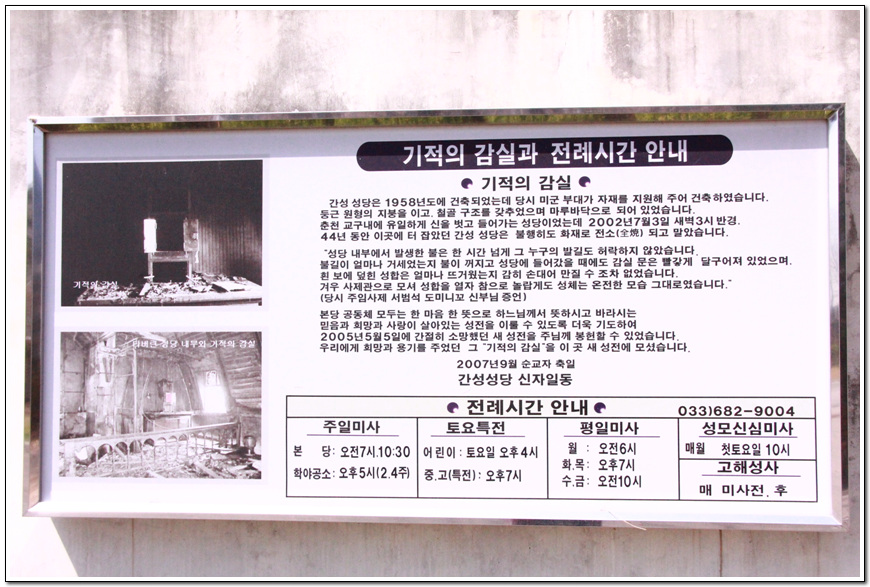 기적의 감실과 전례시간 안내
기적의 감실
간성 성당은 1958년도에 건축되었는데 당시 미군 부대가 자재를 지원해 주어 건축하였습니다.
둥근 원형의 지붕을 이고, 철골 구조를 갖추었으며 마루바닥으로 되어 있었습니다.
춘천 교구내에 유일하게 신을 벗고 들어가는 성당이었는데 2002년7월3일 새벽3시 반경.
44년 동안 이곳에 터 잡았던 간성 성당은 불행히도 화재로 전소(全燒) 되고 말았습니다.
"성당 내부에서 발생한 불은 한 시간 넘게 그 누구의 발길도 허락하지 않았습니다.
불길이 얼마나 거세었는지 불이 꺼지고 성당에 들어갔을 때에도 감실 문은 빨갛게 달구어져 있었으며.
흰 보에 덮힌 성합은 얼마나 뜨거웠는지 감히 손대어 만질 수 조차 없었습니다.
겨우 사제관으로 모셔 성합을 열자 참으로 놀랍게도 성체는 온전한 모습 그대로였습니다."
(당시 주임사제 서범석 도미니꼬 신부님 증언)
본당 공동체 모두는 한 마음 한 뜻으로 하느님께서 뜻하시고 바라시는
믿음과 희망과 사랑이 살아있는 성전을 이룰 수 있도록 더욱 기도하여
2005년5월5일에 간절히 소망했던 새 성전을 주님께 봉헌할 수 있었습니다.
우리에게 희망과 용기를 주었던 그 "기적의 감실"을 이 곳 새 성전에 모셨습니다.
2007년9월 순교자 축일
간성성당 신자일동
기적의 감실
타버린 성당 내부와 기적의 감실
전례시간 안내 033)682-9004
주일미사
본 당: 오전7시.10:30
학야공소: 오후5시(2.4주)
토요특전
어린이: 토요일 오후4시
중.고(특전): 오후7시
평일미사
월 : 오전6시
화.목: 오후7시
수.금: 오전10시
성모신심미사
매월 첫토요일 10시
고해성사
매 미사전.후